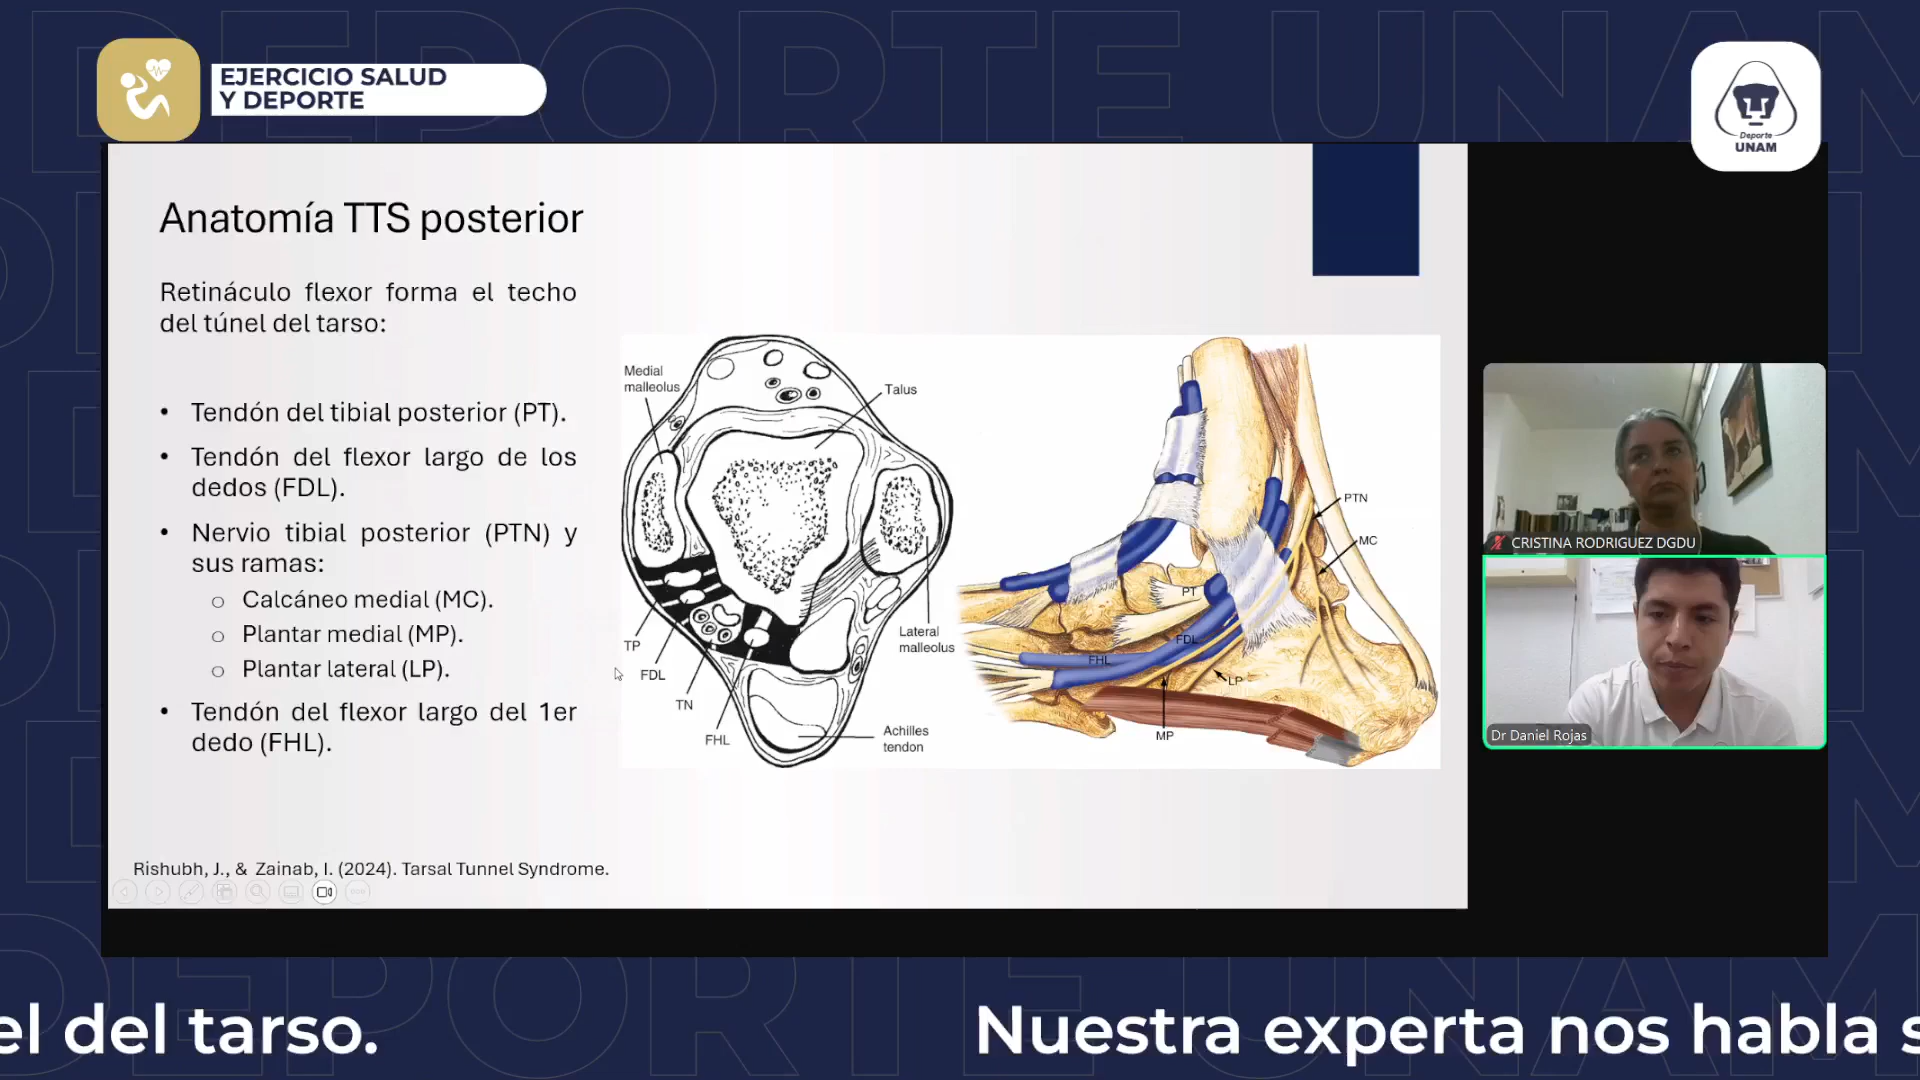 EJERCICIO SALUD
Y DEPORTE
Deporte
UNAM
DEPORTE UNAM
Anatomía TTS posterior
Retináculo flexor forma el techo
del túnel del tarso:
• Tendón del tibial posterior (PT).
• Tendón del flexor largo de los
dedos (FDL).
• Nervio tibial posterior (PTN) y
sus ramas:
o Calcáneo medial (MC).
o Plantar medial (MP).
o Plantar lateral (LP).
• Tendón del flexor largo del 1er
dedo (FHL).
Medial
malleolus
Talus
TP
FDL
TN
FHL
Lateral
malleolus
Achilles
tendon
PTN
MC
PT
FDL
FHL
LP
MP
Rishubh, J., & Zainab, I. (2024). Tarsal Tunnel Syndrome.
CRISTINA RODRIGUEZ DGDU
Dr Daniel Rojas
el del tarso.
Nuestra experta nos habla s
DEPORTE UNAM